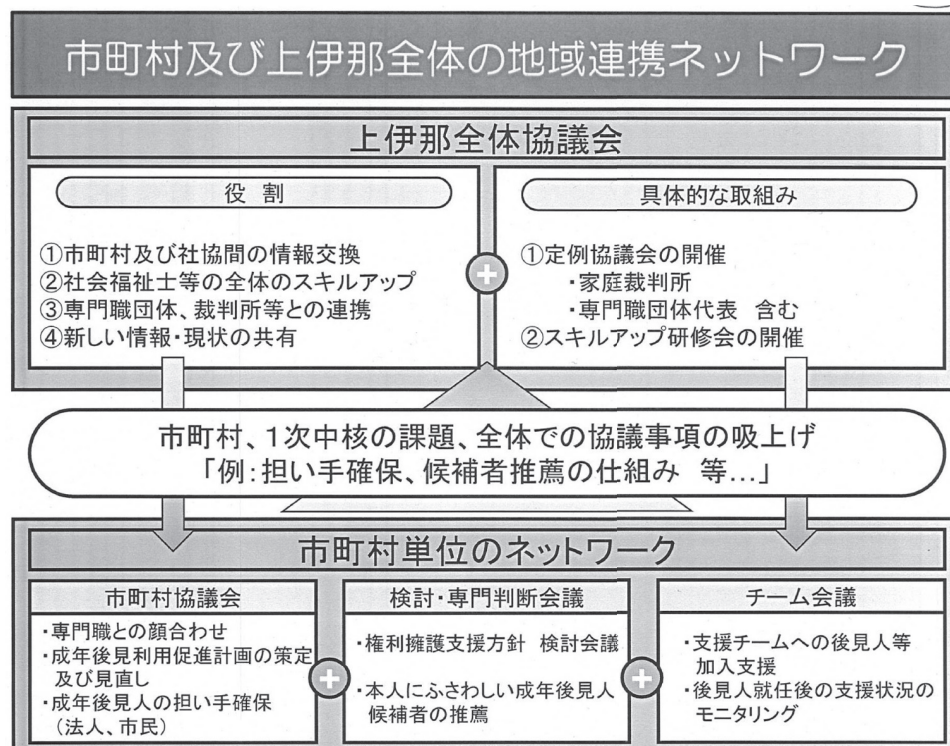 市町村及び上伊那全体の地域連携ネットワーク
上伊那全体協議会
役 割
①市町村及び社協間の情報交換
②社会福祉士等の全体のスキルアップ
③専門職団体、裁判所等との連携
④新しい情報・現状の共有
具体的な取組み
①定例協議会の開催
・家庭裁判所
・専門職団体代表 含む
②スキルアップ研修会の開催
市町村、1次中核の課題、全体での協議事項の吸上げ
「例:担い手確保、候補者推薦の仕組み 等…」
市町村単位のネットワーク
市町村協議会
・専門職との顔合わせ
・成年後見利用促進計画の策定
及び見直し
・成年後見人の担い手確保
(法人、市民)
検討・専門判断会議
・権利擁護支援方針 検討会議
・本人にふさわしい成年後見人
候補者の推薦
チーム会議
・支援チームへの後見人等
加入支援
・後見人就任後の支援状況の
モニタリング